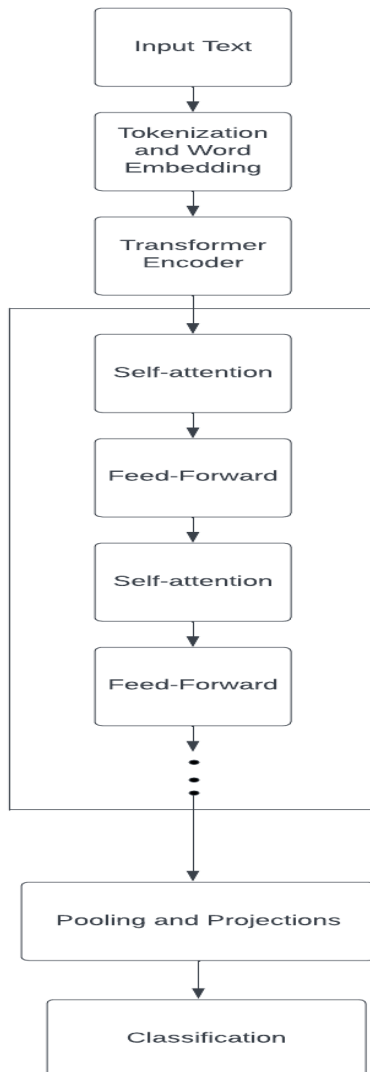 Input Text
Tokenization
and Word
Embedding
Transformer
Encoder
Self-attention
Feed-Forward
Self-attention
Feed-Forward
Pooling and Projections
Classification